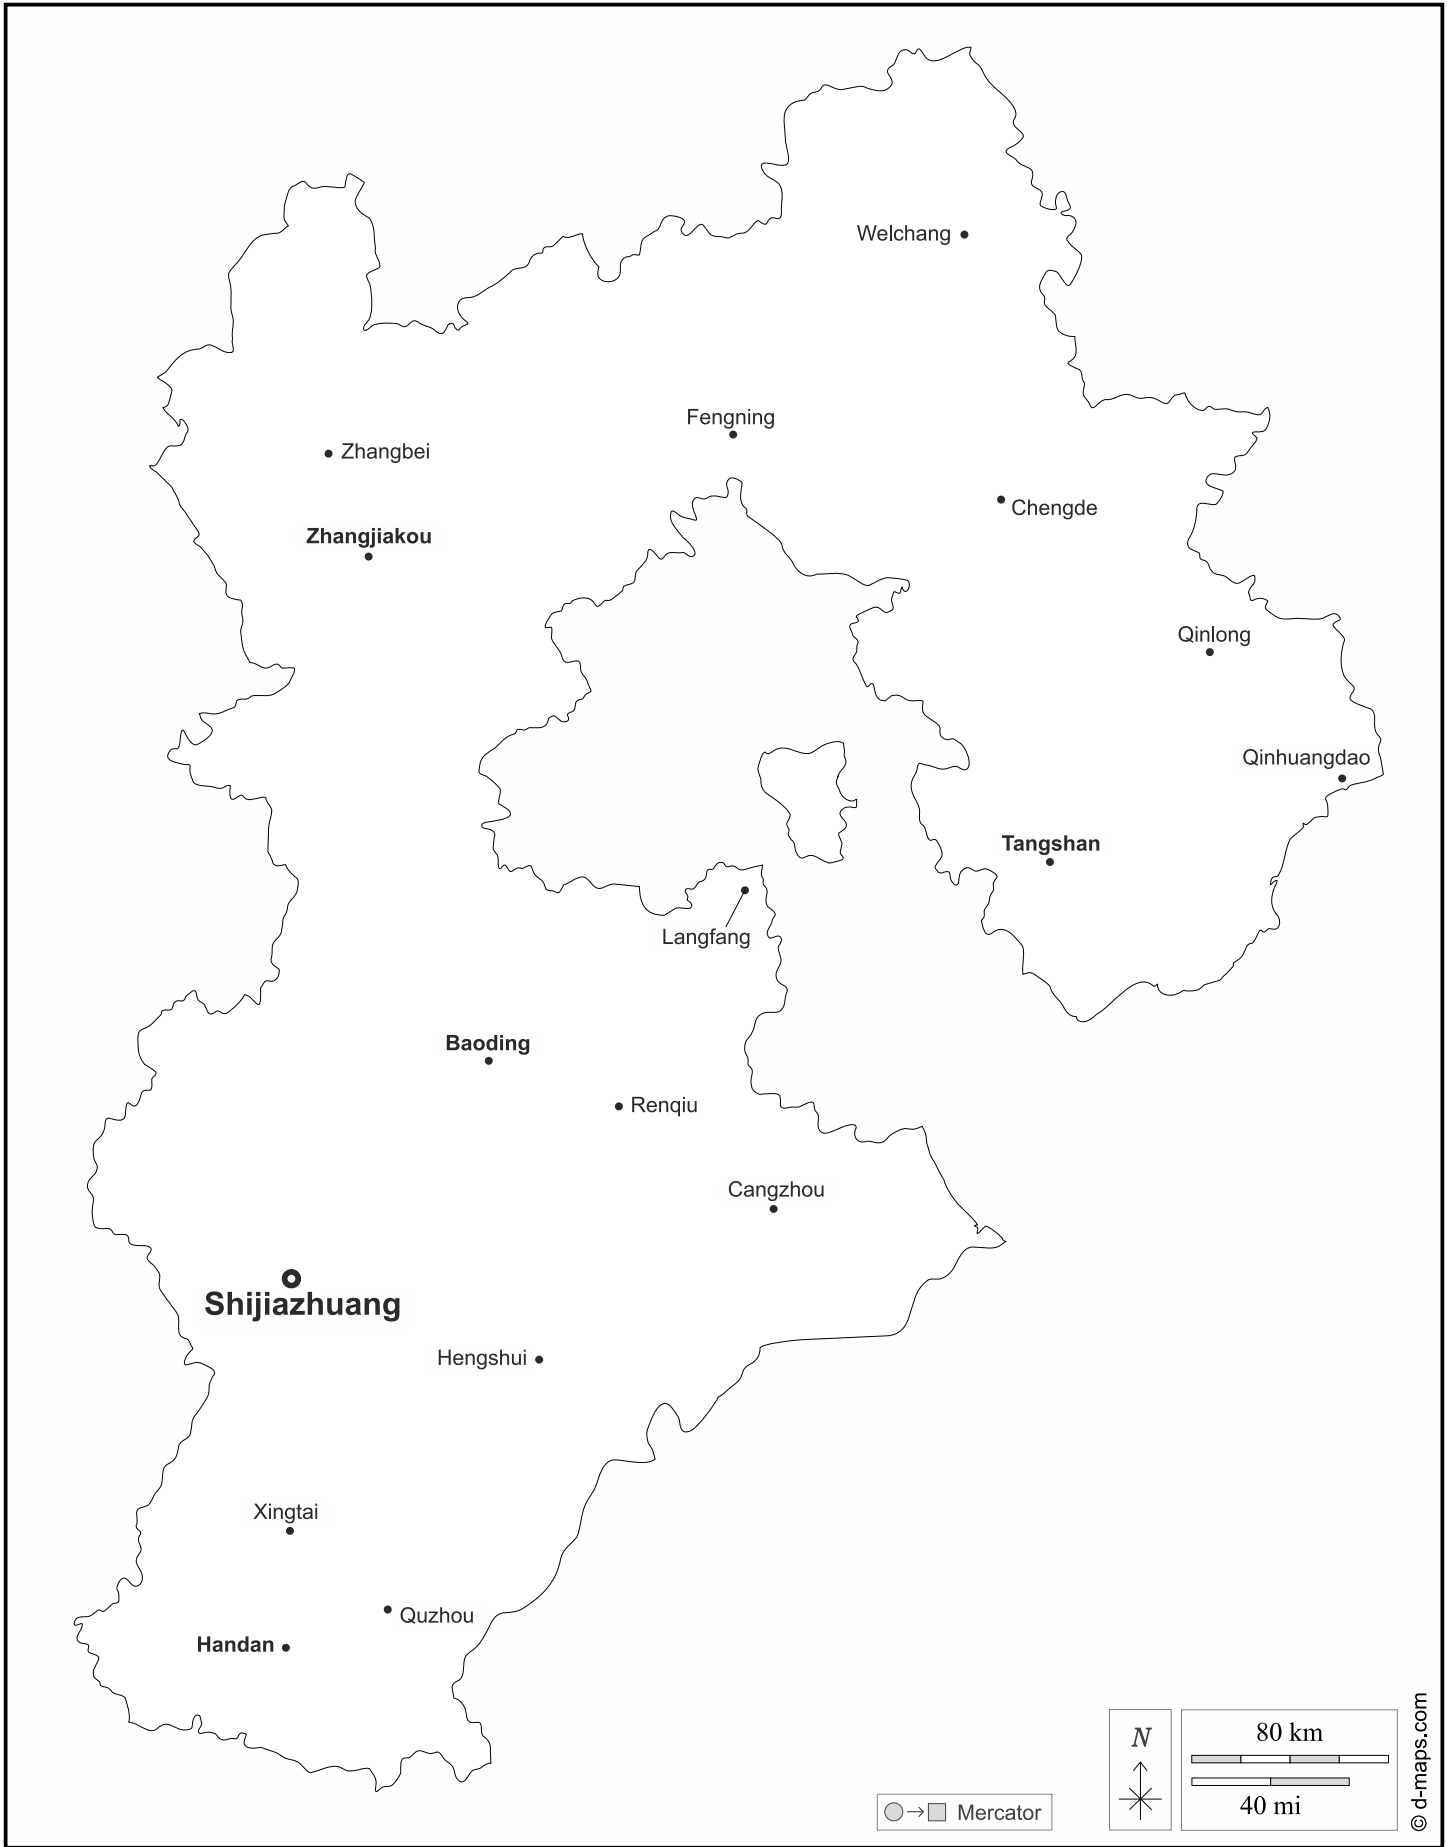 Welchang
Fengning
Zhangbei
Chengde
Zhangjiakou
Qinlong
Qinhuangdao
Tangshan
Langfang
Baoding
Renqiu
Cangzhou
Shijiazhuang
Hengshui
Xingtai
Quzhou
Handan
N
80 km
40 mi
Mercator
© d-maps.com